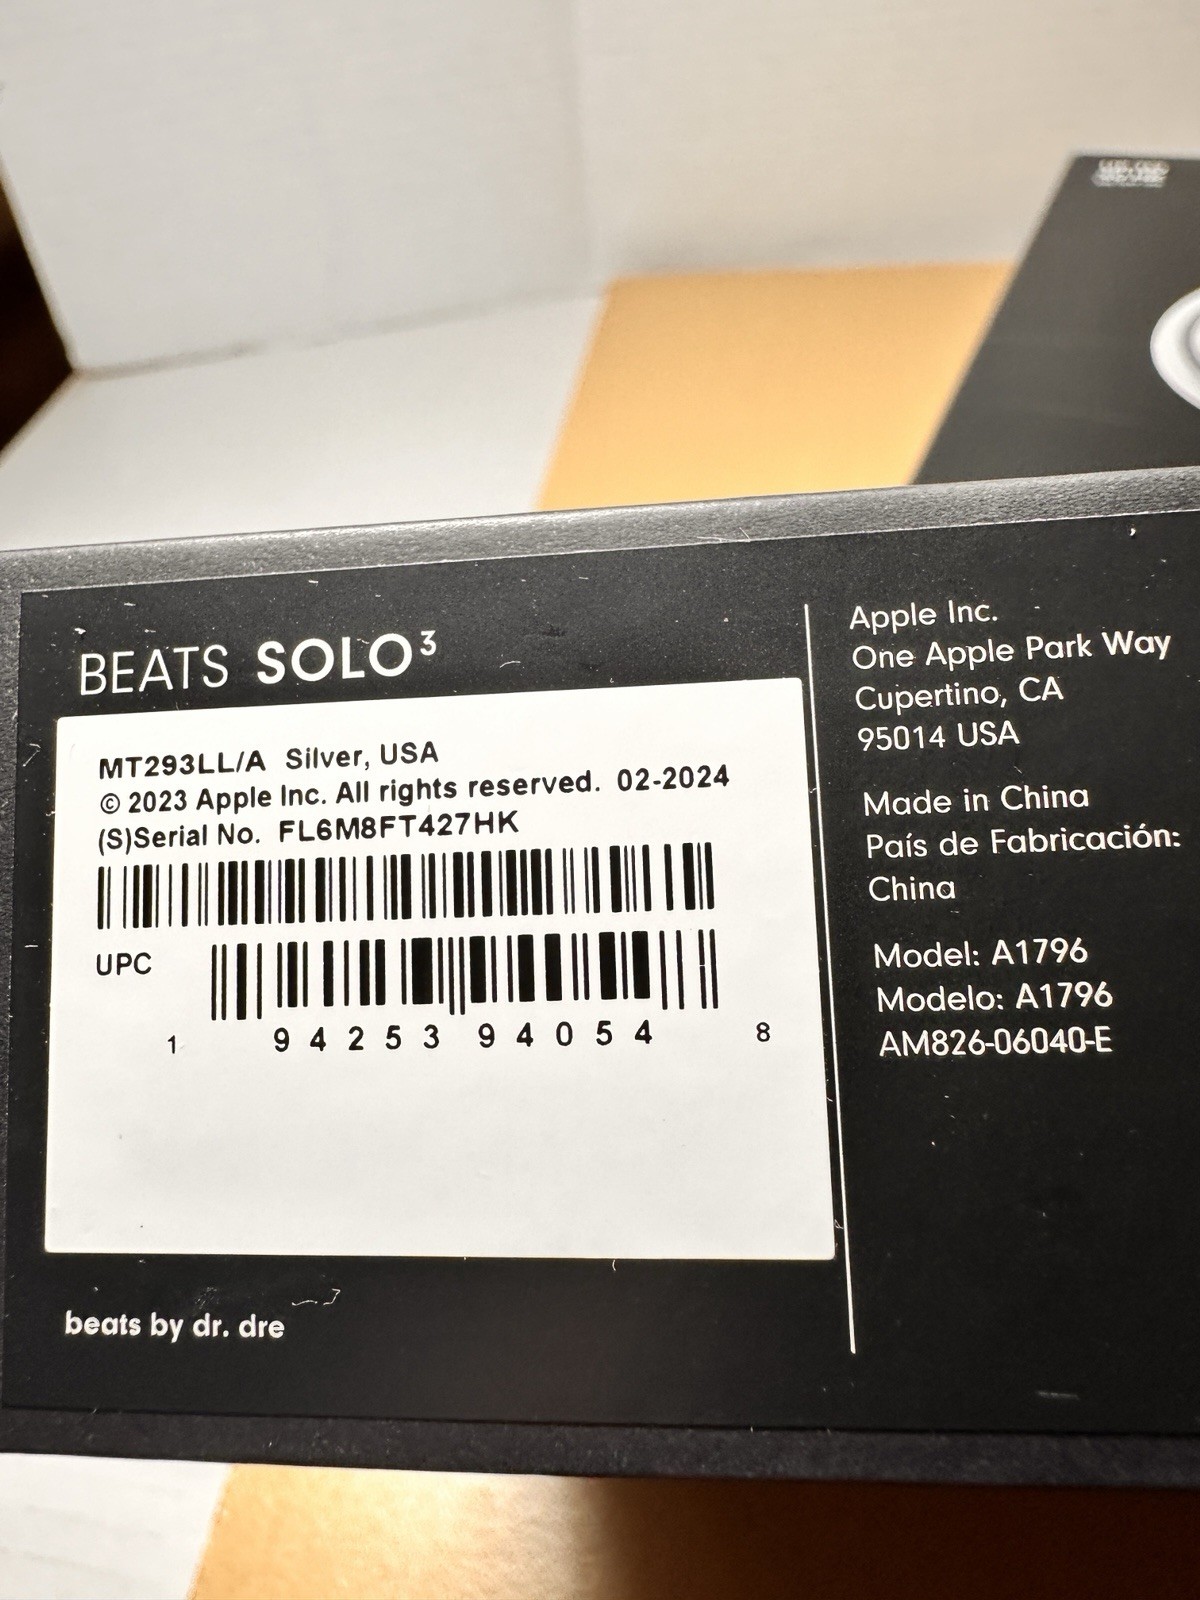 BEATS SOLO³
MT293LL/A Silver, USA
© 2023 Apple Inc. All rights reserved. 02-2024
(S)Serial No. FL6M8FT427HK
UPC
1 94253 94054 8
beats by dr. dre
Apple Inc.
One Apple Park Way
Cupertino, CA
95014 USA
Made in China
País de Fabricación:
China
Model: A1796
Modelo: A1796
AM826-06040-E